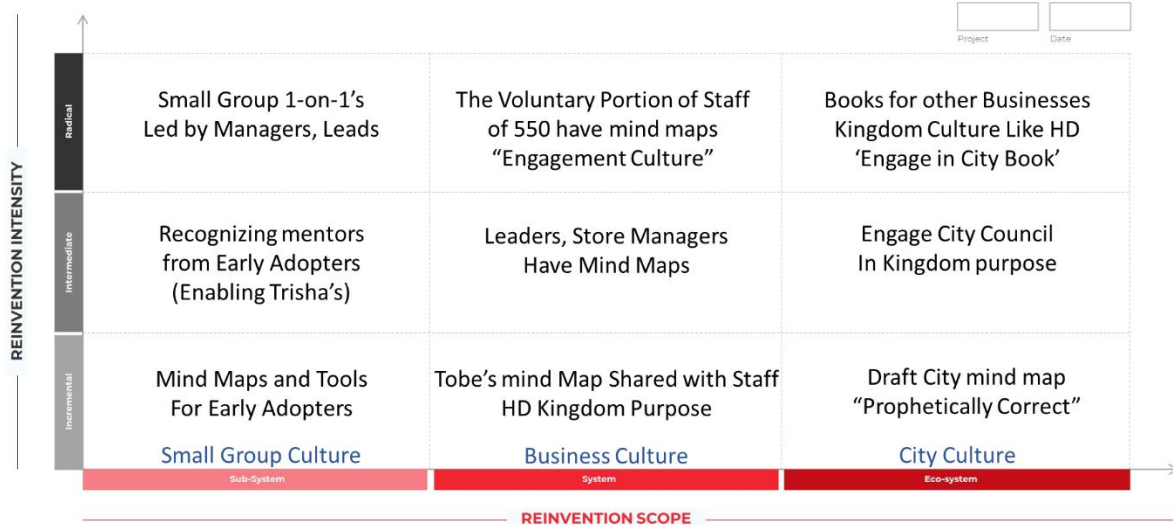 Project
Date
REINVENTION INTENSITY
Radical
Small Group 1-on-1’s
Led by Managers, Leads
The Voluntary Portion of Staff
of 550 have mind maps
“Engagement Culture”
Books for other Businesses
Kingdom Culture Like HD
‘Engage in City Book’
Intermediate
Recognizing mentors
from Early Adopters
(Enabling Trisha’s)
Leaders, Store Managers
Have Mind Maps
Engage City Council
In Kingdom purpose
Incremental
Mind Maps and Tools
For Early Adopters
Tobe’s mind Map Shared with Staff
HD Kingdom Purpose
Draft City mind map
“Prophetically Correct”
Small Group Culture
Business Culture
City Culture
Sub-System
System
Eco-system
REINVENTION SCOPE